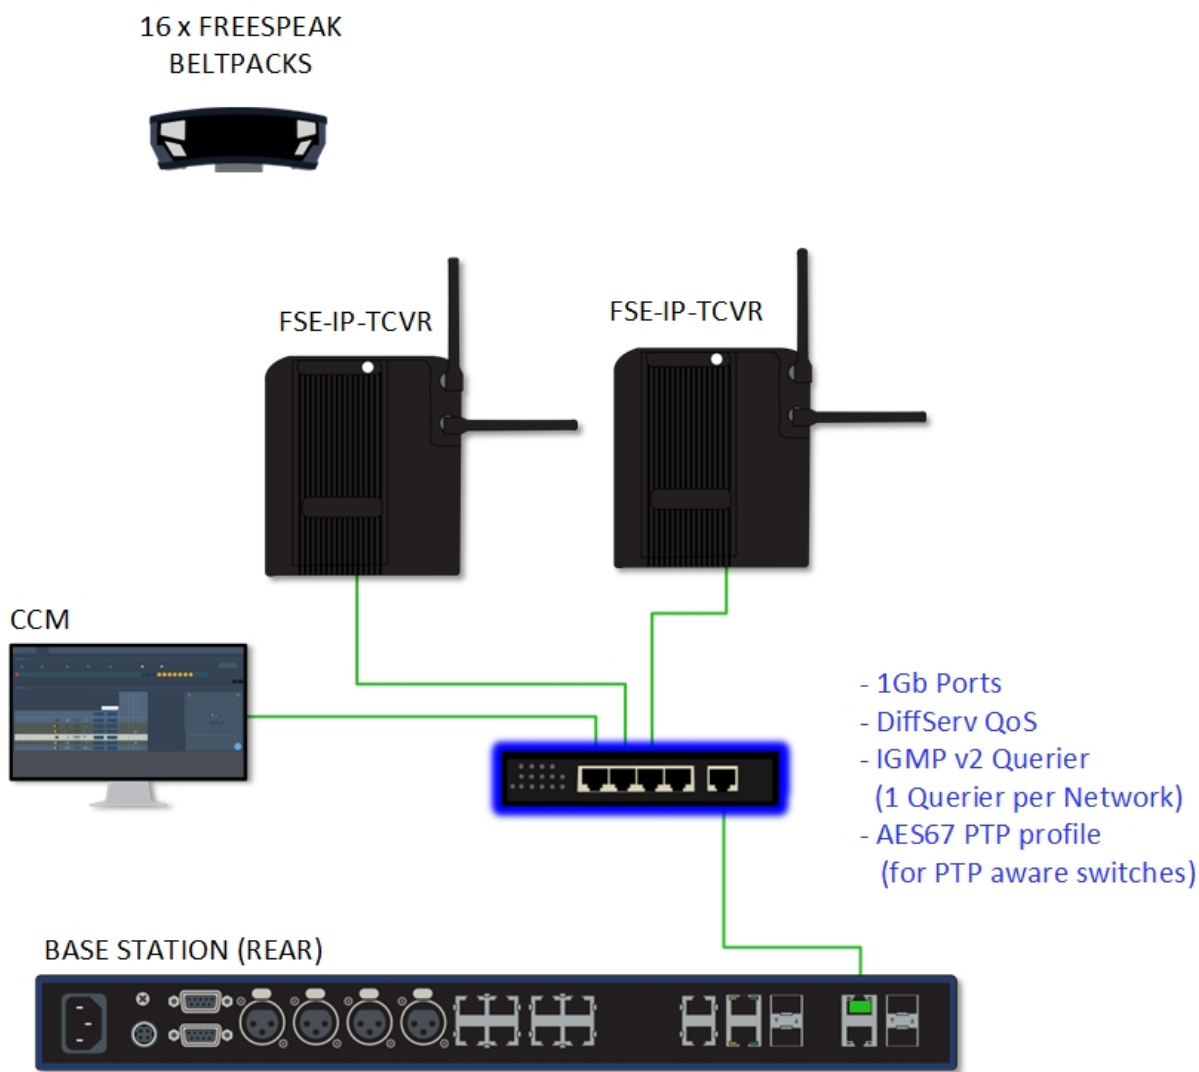 16 x FREESPEAK
BELTPACKS
FSE-IP-TCVR
FSE-IP-TCVR
CCM
- 1Gb Ports
- DiffServ QoS
- IGMP v2 Querier
(1 Querier per Network)
- AES67 PTP profile
(for PTP aware switches)
BASE STATION (REAR)